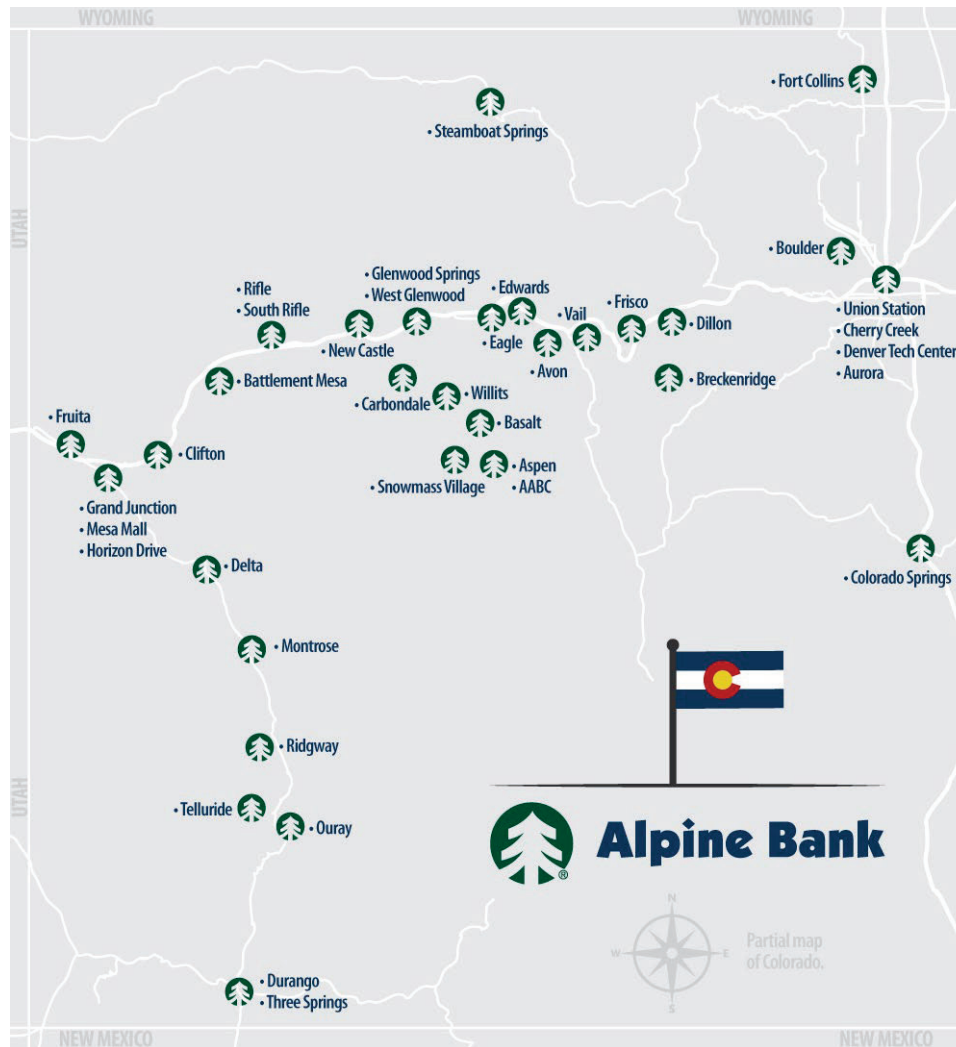 WYOMING
WYOMING
• Fort Collins
• Steamboat Springs
UTAH
• Boulder
• Glenwood Springs
• West Glenwood
• Edwards
• Rifle
• South Rifle
• Vail
• Frisco
• Union Station
• Cherry Creek
• Denver Tech Center
• Aurora
• Dillon
• New Castle
• Eagle
• Avon
• Battlement Mesa
• Carbondale
• Willits
• Breckenridge
• Fruita
• Basalt
• Clifton
• Snowmass Village
• Aspen
• AABC
• Grand Junction
• Mesa Mall
• Horizon Drive
• Delta
• Colorado Springs
• Montrose
• Ridgway
UTAH
• Telluride
• Ouray
Alpine Bank
®
N
W
E
S
Partial map
of Colorado.
• Durango
• Three Springs
NEW MEXICO
NEW MEXICO